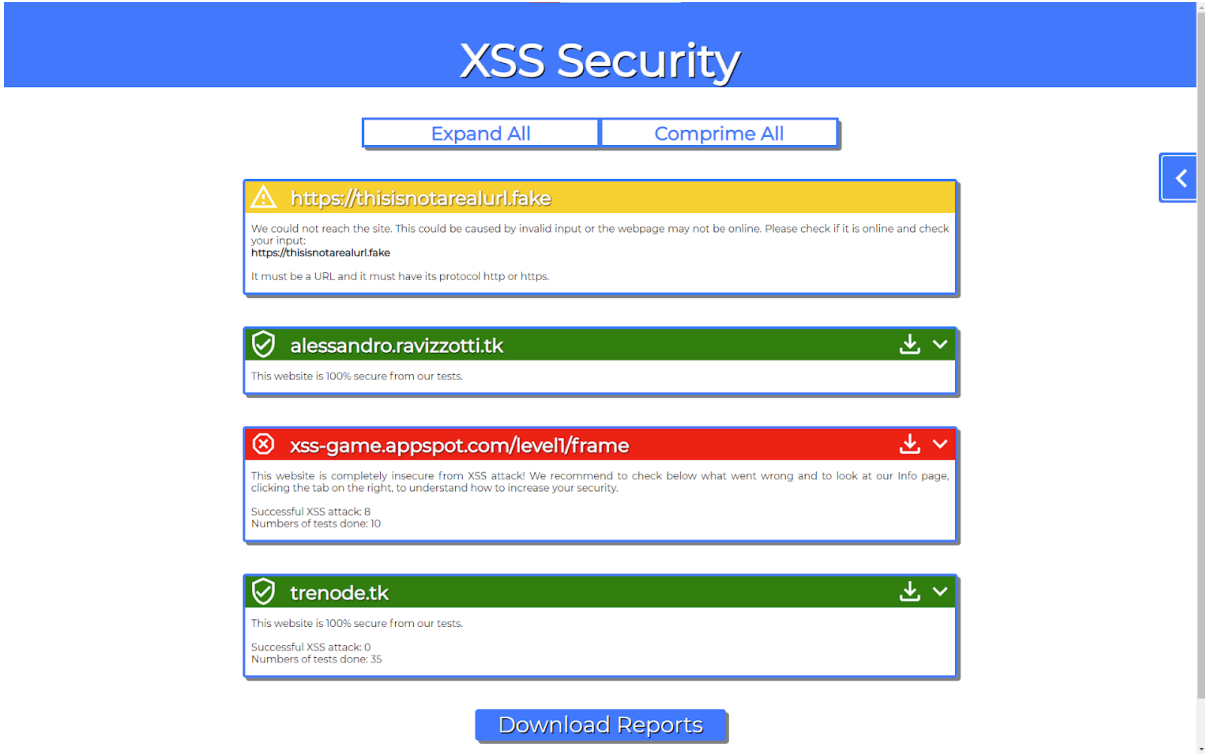 XSS Security
Expand All
Comprime All
https://thisisnotarealurl.fake
We could not reach the site. This could be caused by invalid input or the webpage may not be online. Please check if it is online and check
your input:
https://thisisnotarealurl.fake
It must be a URL and it must have its protocol http or https.
alessandro.ravizzotti.tk
This website is 100% secure from our tests.
xss-game.appspot.com/level1/frame
This website is completely insecure from XSS attack! We recommend to check below what went wrong and to look at our Info page,
clicking the tab on the right, to understand how to increase your security.
Successful XSS attack: 8
Numbers of tests done: 10
trenode.tk
This website is 100% secure from our tests.
Successful XSS attack: 0
Numbers of tests done: 35
Download Reports